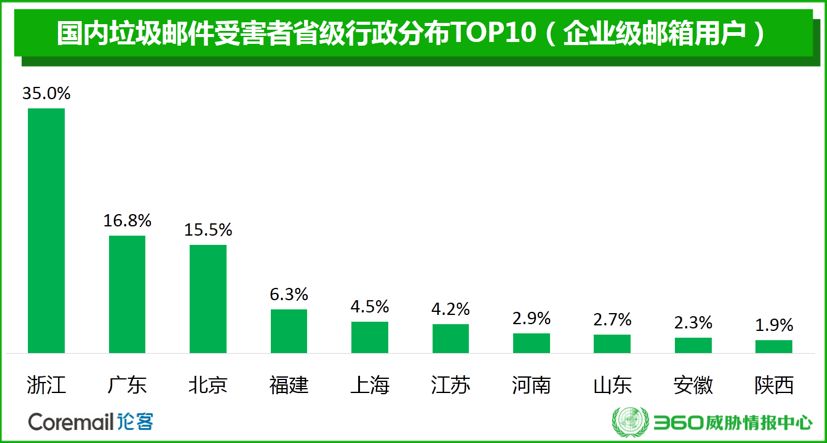 国内垃圾邮件受害者省级行政分布TOP10（企业级邮箱用户）
35.0%
16.8%
15.5%
6.3%
4.5%
4.2%
2.9%
2.7%
2.3%
1.9%
浙江 广东 北京 福建 上海 江苏 河南 山东 安徽 陕西
Coremail论客
360威胁情报中心